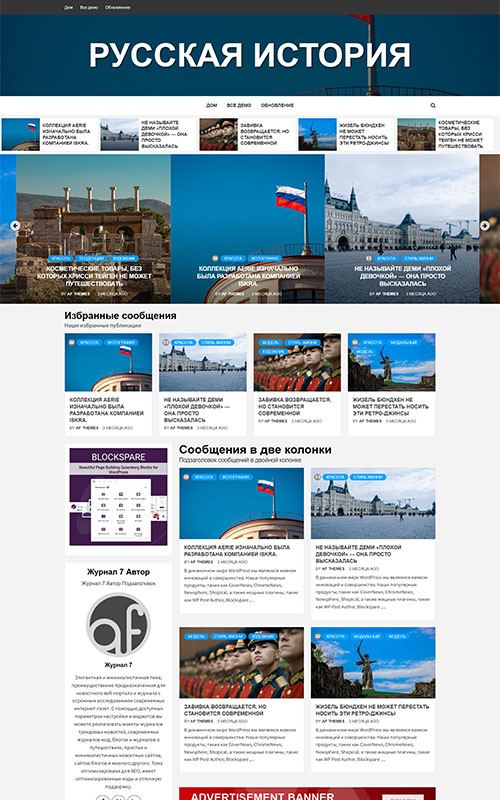 Дом Все демо Обновление
РУССКАЯ ИСТОРИЯ
ДОМ ВСЕ ДЕМО ОБНОВЛЕНИЕ
КОЛЛЕКЦИЯ AERIE
ИЗНАЧАЛЬНО БЫЛА
РАЗРАБОТАНА
КОМПАНИЕЙ ISKRA.
НЕ НАЗЫВАЙТЕ
ДЕМИ «ПЛОХОЙ
ДЕВОЧКОЙ» —
ОНА ПРОСТО
ВЫСКАЗАЛАСЬ
ЗАВИВКА
ВОЗВРАЩАЕТСЯ, НО
СТАНОВИТСЯ
СОВРЕМЕННОЙ
ЖИЗЕЛЬ БЮНДХЕН
НЕ МОЖЕТ
ПЕРЕСТАТЬ НОСИТЬ
ЭТИ РЕТРО-ДЖИНСЫ
КОСМЕТИЧЕСКИЕ
ТОВАРЫ, БЕЗ
КОТОРЫХ КРИССИ
ТЕЙГЕН НЕ МОЖЕТ
ПУТЕШЕСТВОВАТЬ
КРАСОТА ТЕНДЕНЦИИ ХУДОЖНИК
КОСМЕТИЧЕСКИЕ ТОВАРЫ, БЕЗ
КОТОРЫХ КРИССИ ТЕЙГЕН НЕ МОЖЕТ
ПУТЕШЕСТВОВАТЬ
BY AF THEMES 3 МЕСЯЦА AGO
КРАСОТА ФОТОГРАФИЯ
КОЛЛЕКЦИЯ AERIE ИЗНАЧАЛЬНО
БЫЛА РАЗРАБОТАНА КОМПАНИЕЙ
ISKRA.
BY AF THEMES 3 МЕСЯЦА AGO
КРАСОТА СТИЛЬ ЖИЗНИ
НЕ НАЗЫВАЙТЕ ДЕМИ «ПЛОХОЙ
ДЕВОЧКОЙ» — ОНА ПРОСТО
ВЫСКАЗАЛАСЬ
BY AF THEMES 3 МЕСЯЦА AGO
Избранные сообщения
Наши избранные публикации
КРАСОТА ФОТОГРАФИЯ
КОЛЛЕКЦИЯ AERIE
ИЗНАЧАЛЬНО БЫЛА
РАЗРАБОТАНА КОМПАНИЕЙ
ISKRA.
BY AF THEMES 3 МЕСЯЦА AGO
КРАСОТА СТИЛЬ ЖИЗНИ
НЕ НАЗЫВАЙТЕ ДЕМИ
«ПЛОХОЙ ДЕВОЧКОЙ» —
ОНА ПРОСТО
ВЫСКАЗАЛАСЬ
BY AF THEMES 3 МЕСЯЦА AGO
МОДЕЛЬ СТИЛЬ ЖИЗНИ
ХУДОЖНИК
ЗАВИВКА ВОЗВРАЩАЕТСЯ,
НО СТАНОВИТСЯ
СОВРЕМЕННОЙ
BY AF THEMES 3 МЕСЯЦА AGO
КРАСОТА МОДАЛЬНЫЙ
МОДЕЛЬ
ЖИЗЕЛЬ БЮНДХЕН НЕ
МОЖЕТ ПЕРЕСТАТЬ НОСИТЬ
ЭТИ РЕТРО-ДЖИНСЫ
BY AF THEMES 3 МЕСЯЦА AGO
BLOCKSPARE
Beautiful Page Building Gutenberg Blocks for
WordPress
Журнал 7 Автор
Журнал 7 Автор Подзаголовок
af
Журнал 7
Элегантная и минималистичная тема,
преимущественно предназначенная для
новостного веб-портала и журнала с
огромным исследованием современных
интернет-газет. С помощью доступных
параметров настройки и виджетов вы
можете реализовать макеты журналов
трендовых новостей, современных
журналов мод, блогов и журналов о
путешествиях, простых и
минималистичных новостных сайтов,
сайтов блогов и многого другого. Тема
оптимизирована для SEO, имеет
оптимизированные коды и отличную
поддержку.
Сообщения в две колонки
Подзаголовок сообщений в двойной колонке
КРАСОТА ФОТОГРАФИЯ
КОЛЛЕКЦИЯ AERIE ИЗНАЧАЛЬНО БЫЛА
РАЗРАБОТАНА КОМПАНИЕЙ ISKRA.
BY AF THEMES 3 МЕСЯЦА AGO
В динамичном мире WordPress мы являемся маяком
инноваций и совершенства. Наши популярные
продукты, такие как CoverNews, ChromeNews,
Newsphere, Shopical, а также мощные плагины, такие
как WP Post Author, Blockspare ,...
КРАСОТА СТИЛЬ ЖИЗНИ
НЕ НАЗЫВАЙТЕ ДЕМИ «ПЛОХОЙ
ДЕВОЧКОЙ» — ОНА ПРОСТО ВЫСКАЗАЛАСЬ
BY AF THEMES 3 МЕСЯЦА AGO
В динамичном мире WordPress мы являемся маяком
инноваций и совершенства. Наши популярные
продукты, такие как CoverNews, ChromeNews,
Newsphere, Shopical, а также мощные плагины, такие
как WP Post Author, Blockspare ,...
МОДЕЛЬ СТИЛЬ ЖИЗНИ ХУДОЖНИК
ЗАВИВКА ВОЗВРАЩАЕТСЯ, НО
СТАНОВИТСЯ СОВРЕМЕННОЙ
BY AF THEMES 3 МЕСЯЦА AGO
В динамичном мире WordPress мы являемся маяком
инноваций и совершенства. Наши популярные
продукты, такие как CoverNews, ChromeNews,
Newsphere, Shopical, а также мощные плагины, такие
как WP Post Author, Blockspare ,...
КРАСОТА МОДАЛЬНЫЙ МОДЕЛЬ
ЖИЗЕЛЬ БЮНДХЕН НЕ МОЖЕТ ПЕРЕСТАТЬ
НОСИТЬ ЭТИ РЕТРО-ДЖИНСЫ
BY AF THEMES 3 МЕСЯЦА AGO
В динамичном мире WordPress мы являемся маяком
инноваций и совершенства. Наши популярные
продукты, такие как CoverNews, ChromeNews,
Newsphere, Shopical, а также мощные плагины, такие
как WP Post Author, Blockspare ,...
ADVERTISEMENT BANNER